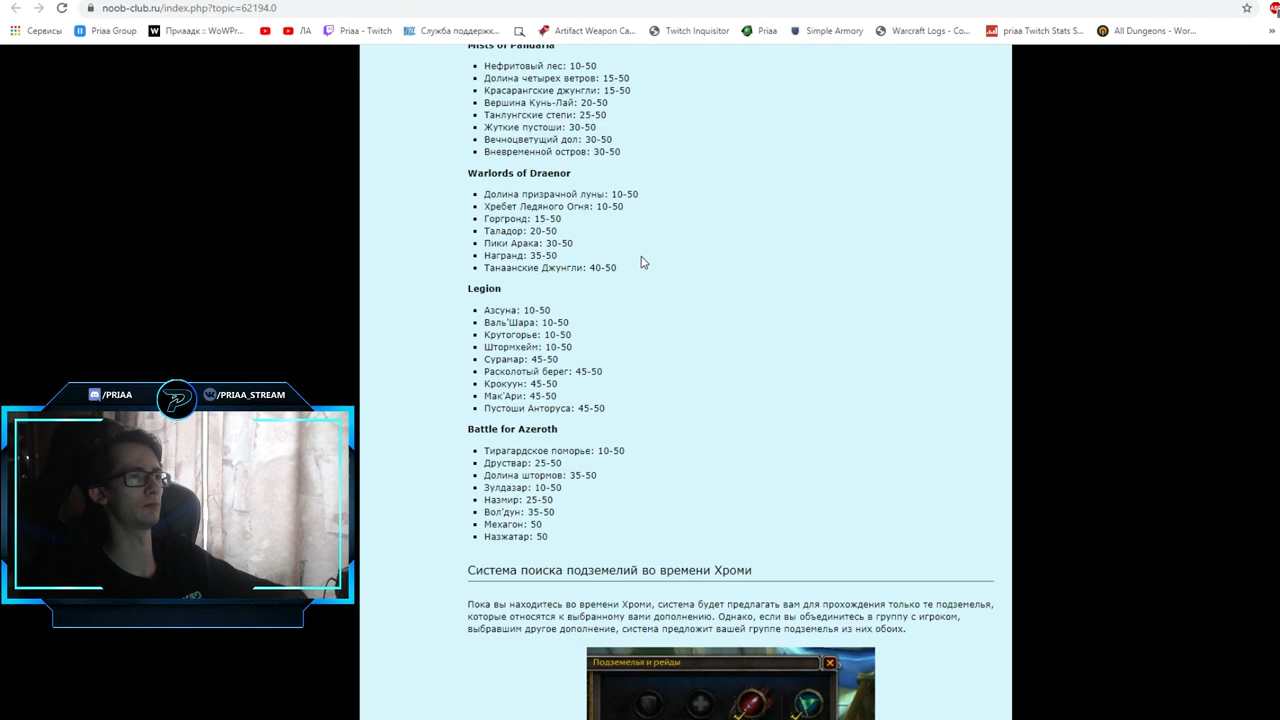 noob-club.ru/index.php?topic=62194.0
Сервисы Priaa Group Приаадк :: WoWPr... ЛА Priaa - Twitch Служба поддержк... Artifact Weapon Ca... Twitch Inquisitor Priaa Simple Armory Warcraft Logs - Co... priaa Twitch Stats S... All Dungeons - Wor... »
Mists of Pandaria
Нефритовый лес: 10-50
Долина четырех ветров: 15-50
Красарангские джунгли: 15-50
Вершина Кунь-Лай: 20-50
Танлунгские степи: 25-50
Жуткие пустоши: 30-50
Вечноцветущий дол: 30-50
Вневременной остров: 30-50
Warlords of Draenor
Долина призрачной луны: 10-50
Хребет Ледяного Огня: 10-50
Горгронд: 15-50
Таладор: 20-50
Пики Арака: 30-50
Награнд: 35-50
Танаанские Джунгли: 40-50
Legion
Азсуна: 10-50
Валь'Шара: 10-50
Крутогорье: 10-50
Штормхейм: 10-50
Сурамар: 45-50
Расколотый берег: 45-50
Крокуун: 45-50
Мак'Ари: 45-50
Пустоши Анторуса: 45-50
Battle for Azeroth
Тирагардское поморье: 10-50
Друствар: 25-50
Долина штормов: 35-50
Зулдазар: 10-50
Назмир: 25-50
Вол'дун: 35-50
Мехагон: 50
Назжатар: 50
Система поиска подземелий во времени Хроми
Пока вы находитесь во времени Хроми, система будет предлагать вам для прохождения только те подземелья,
которые относятся к выбранному вами дополнению. Однако, если вы объединитесь в группу с игроком,
выбравшим другое дополнение, система предложит вашей группе подземелья из них обоих.
Подземелья и рейды
/PRIAA
/PRIAA_STREAM